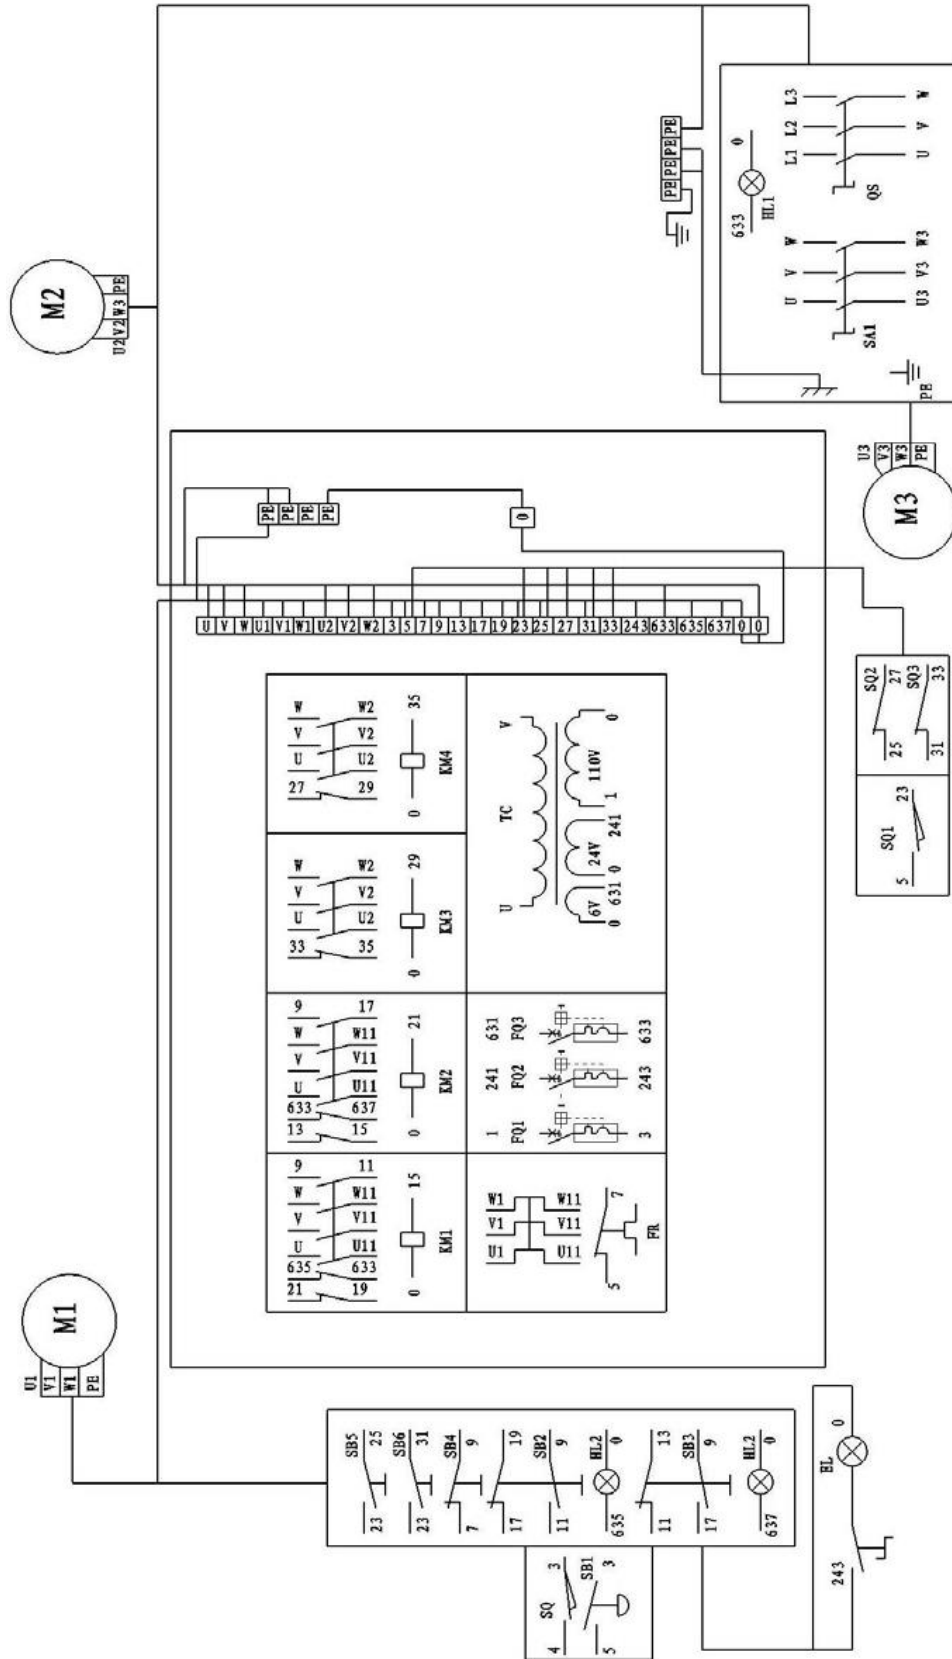 M1
U1
V1
W1
PE
M2
U2 V2 W3 PE
SQ
4 3
SB1
5 3
SB5
23 25
SB6
23 31
SB4
7 9
17 19
SB2
11 9
HL2
635 0
11 13
SB3
17 9
HL2
637 0
EL
243 0
21 635 U V W 9
19 633 U11 V11 W11 11
0 15
KM1
13 633 U V W 9
15 637 U11 V11 W11 17
0 21
KM2
33 U V W
35 U2 V2 W2
0 29
KM3
27 U V W
29 U2 V2 W2
0 35
KM4
U1 V1 W1
U11 V11 W11
5 7
FR
1 241 631
FQ1 FQ2 FQ3
3 243 633
U TC V
6V 24V 110V
0 631 0 241 1 0
U
V
W
U1
V1
W1
U2
V2
W2
3
5
7
9
13
17
19
23
25
27
31
33
243
633
635
637
0
0
PE
PE
PE
PE
0
SQ1
5 23
SQ2
25 27
SQ3
31 33
M3
U3
V3
W3
PE
PE PE PE PE
633 0
HL1
U V W
U3 V3 W3
SA1
L1 L2 L3
U V W
QS
PE